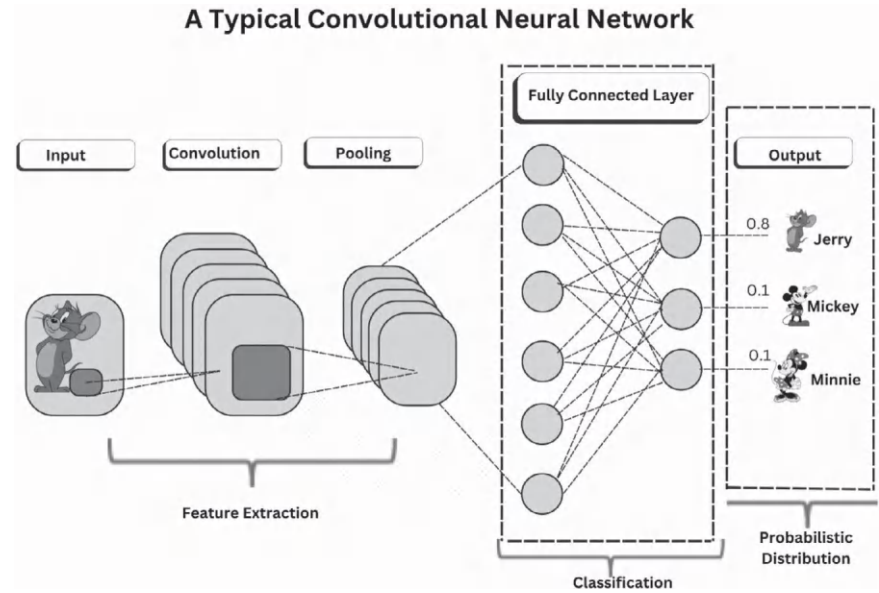 A Typical Convolutional Neural Network
Fully Connected Layer
Input
Convolution
Pooling
Output
0.8
Jerry
0.1
Mickey
0.1
Minnie
Feature Extraction
Probabilistic
Distribution
Classification